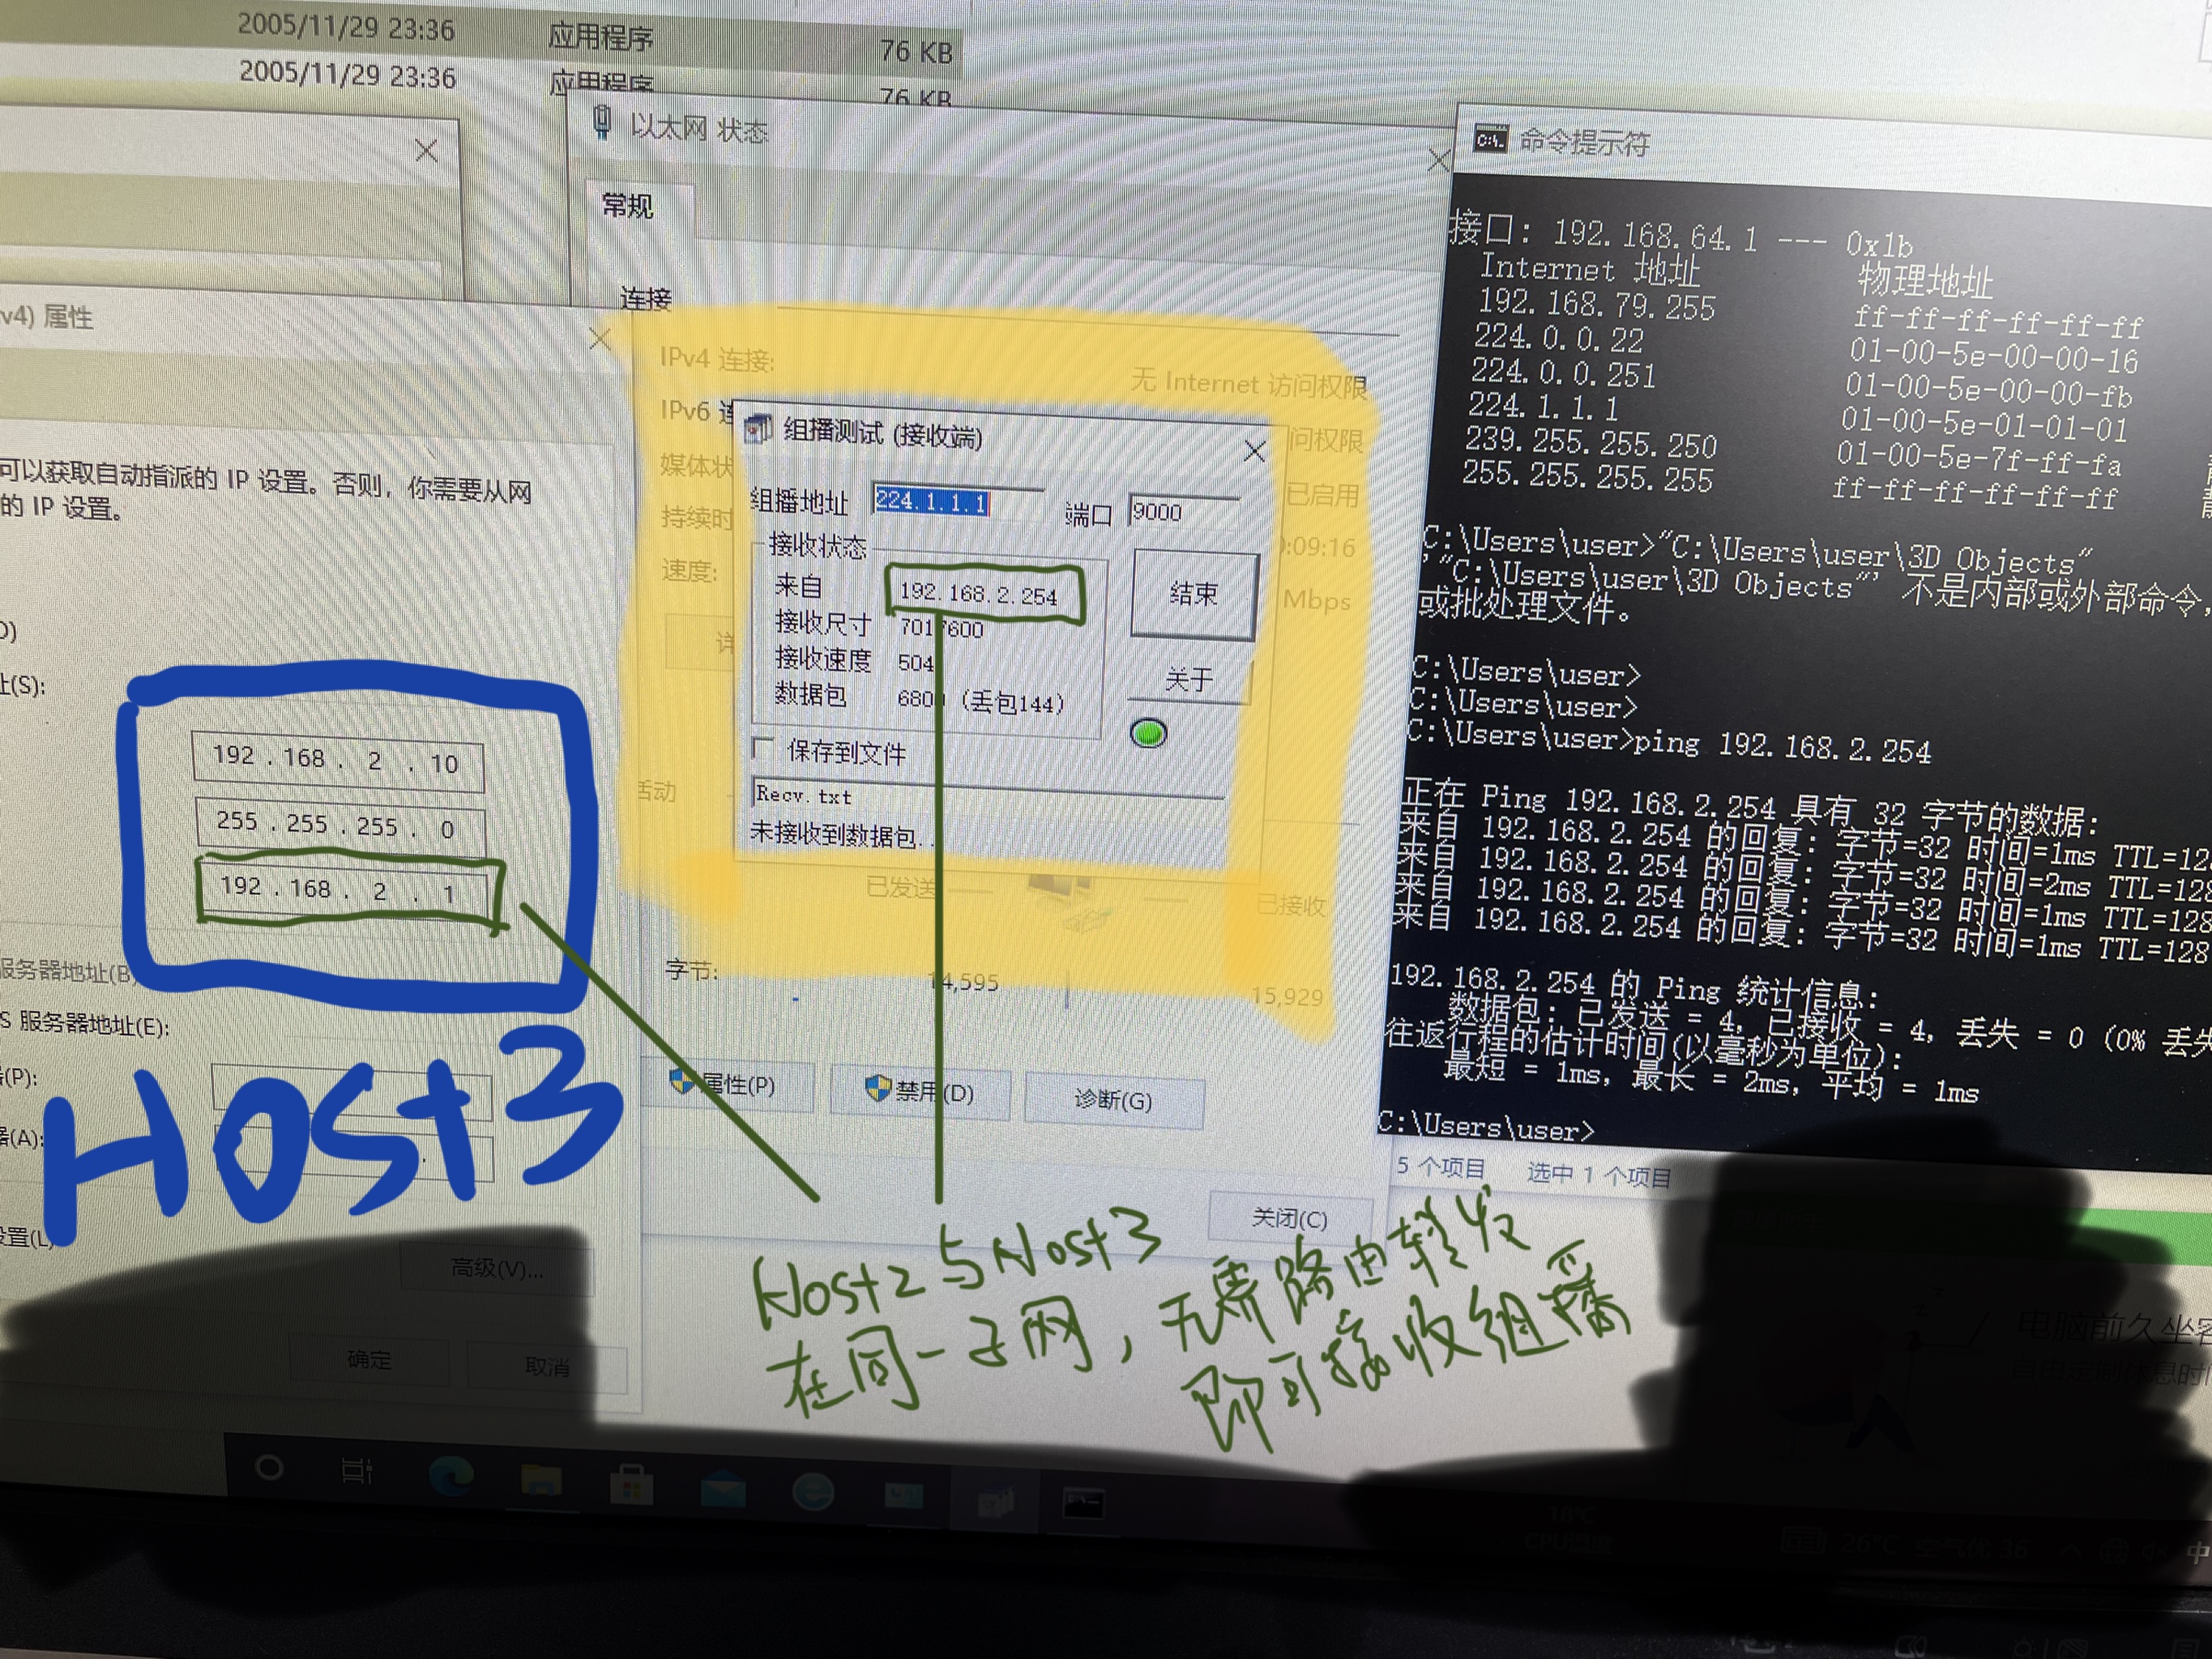 2005/11/29 23:36 应用程序 76 KB
2005/11/29 23:36 应用程序 76 KB
v4) 属性
可以获取自动指派的 IP 设置。否则，你需要从网
的 IP 设置。
址(S):
192 . 168 . 2 . 10
255 . 255 . 255 . 0
192 . 168 . 2 . 1
服务器地址(B
S 服务器地址(E):
(P):
(A):
高级(V)...
确定 取消
Host3
以太网 状态
常规
连接
IPv4 连接: 无 Internet 访问权限
IPv6 连 问权限
媒体状 已启用
持续时 :09:16
速度: Mbps
活动
已发送 已接收
字节: 14,595 15,929
属性(P) 禁用(D) 诊断(G)
关闭(C)
组播测试 (接收端)
组播地址 224.1.1.1 端口 9000
接收状态
来自 192.168.2.254
接收尺寸 7017600
接收速度 504
数据包 6800 (丢包144)
结束
关于
保存到文件
Recv.txt
未接收到数据包..
命令提示符
接口: 192.168.64.1 --- 0x1b
Internet 地址 物理地址
192.168.79.255 ff-ff-ff-ff-ff-ff
224.0.0.22 01-00-5e-00-00-16
224.0.0.251 01-00-5e-00-00-fb
224.1.1.1 01-00-5e-01-01-01
239.255.255.250 01-00-5e-7f-ff-fa
255.255.255.255 ff-ff-ff-ff-ff-ff
C:\Users\user>"C:\Users\user\3D Objects"
'"C:\Users\user\3D Objects"' 不是内部或外部命令，
或批处理文件。
C:\Users\user>
C:\Users\user>
C:\Users\user>ping 192.168.2.254
正在 Ping 192.168.2.254 具有 32 字节的数据:
来自 192.168.2.254 的回复: 字节=32 时间=1ms TTL=128
来自 192.168.2.254 的回复: 字节=32 时间=2ms TTL=128
来自 192.168.2.254 的回复: 字节=32 时间=1ms TTL=128
来自 192.168.2.254 的回复: 字节=32 时间=1ms TTL=128
192.168.2.254 的 Ping 统计信息:
数据包: 已发送 = 4，已接收 = 4，丢失 = 0 (0% 丢失
往返行程的估计时间(以毫秒为单位):
最短 = 1ms，最长 = 2ms，平均 = 1ms
C:\Users\user>
5 个项目 选中 1 个项目
Host2与Host3
在同一子网，无需路由转发
即可接收组播
电脑前久坐容
18℃
26℃ 空气优 36
中